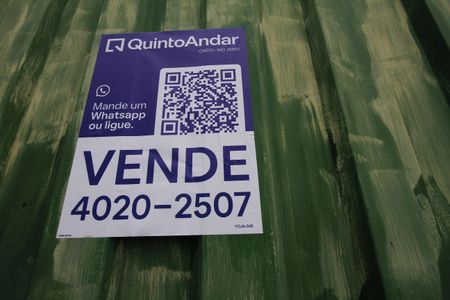 QuintoAndar
Mande um
Whatsapp
ou ligue.
VENDE
4020-2507